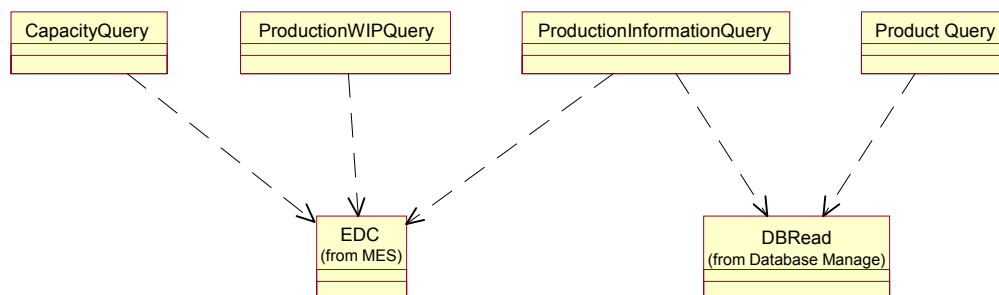 CapacityQuery
ProductionWIPQuery
ProductionInformationQuery
Product Query
EDC
(from MES)
DBRead
(from Database Manage)